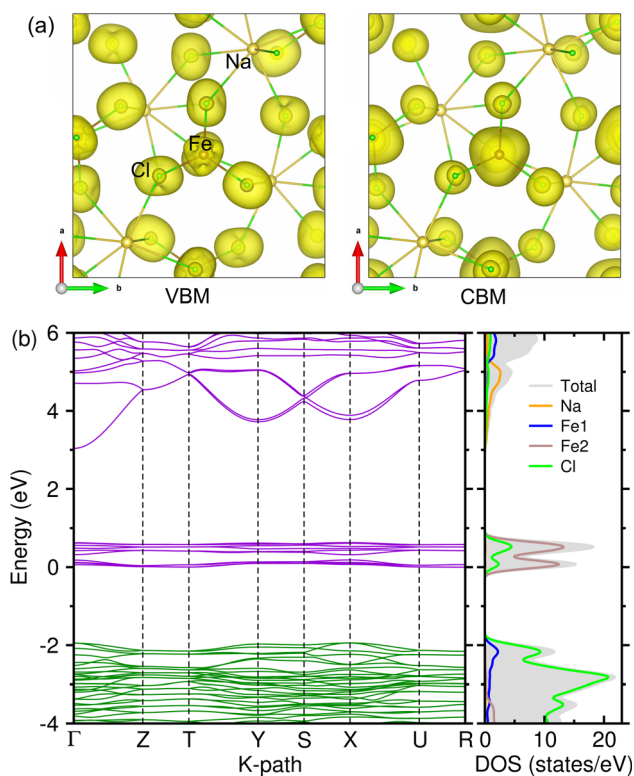 (a)
Na
Fe
Cl
a
b
VBM
a
b
CBM
(b)
6
4
2
0
-2
-4
Energy (eV)
Γ Z T Y S X U R
K-path
Total
Na
Fe1
Fe2
Cl
0 10 20
DOS (states/eV)